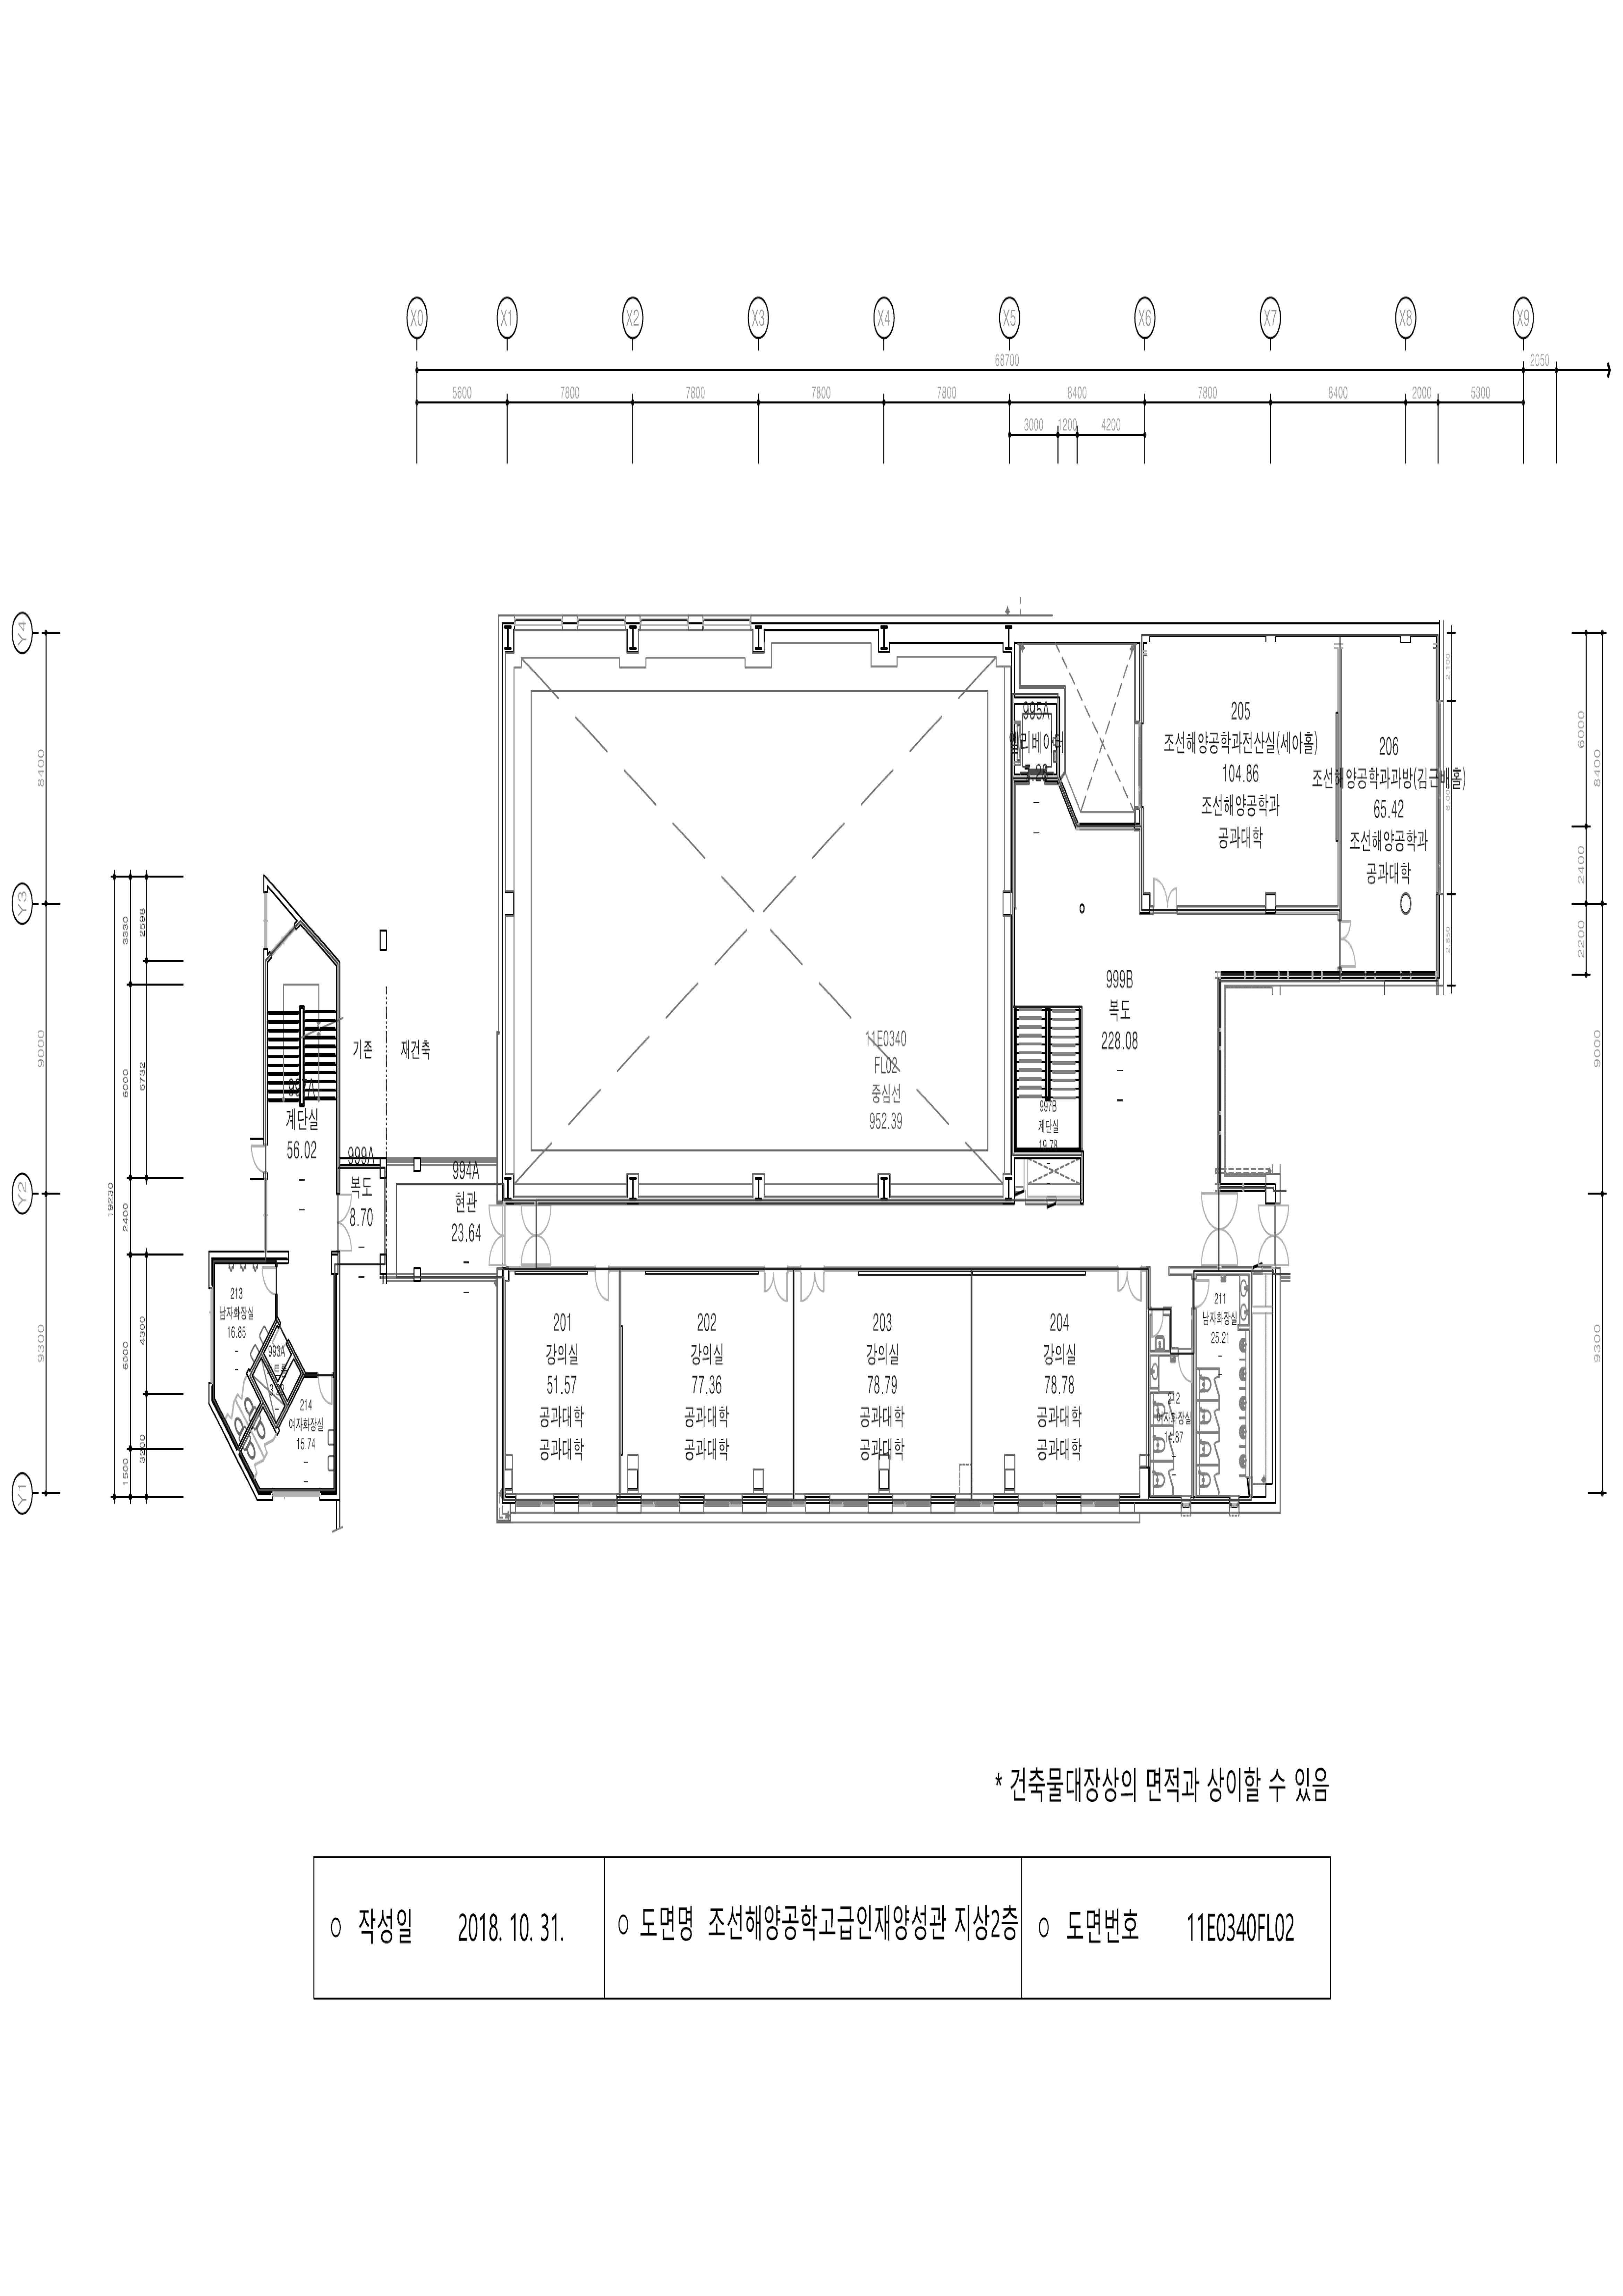 X0 X1 X2 X3 X4 X5 X6 X7 X8 X9
68700 2050
5600 7800 7800 7800 7800 8400 7800 8400 2000 5300
3000 1200 4200
Y4
Y3
Y2
Y1
8400
9000
9300
19230
3330
6000
2400
6000
1500
2598
6732
4300
3200
6000
2400
2200
8400
9000
9300
2,100
2,850
995A
엘리베이터
205
조선해양공학과전산실(세아홀)
104.86
조선해양공학과
공과대학
206
조선해양공학과과방(김근배홀)
65.42
조선해양공학과
공과대학
999B
복도
228.08
11E0340
FL02
중심선
952.39
997B
계단실
19.78
기존 재건축
계단실
56.02
999A
복도
8.70
994A
현관
23.64
213
남자화장실
16.85
993A
214
여자화장실
15.74
201
강의실
51.57
공과대학
공과대학
202
강의실
77.36
공과대학
공과대학
203
강의실
78.79
공과대학
공과대학
204
강의실
78.78
공과대학
공과대학
211
남자화장실
25.21
212
여자화장실
14.87
* 건축물대장상의 면적과 상이할 수 있음
○ 작성일 2018. 10. 31.
○ 도면명 조선해양공학고급인재양성관 지상2층
○ 도면번호 11E0340FL02